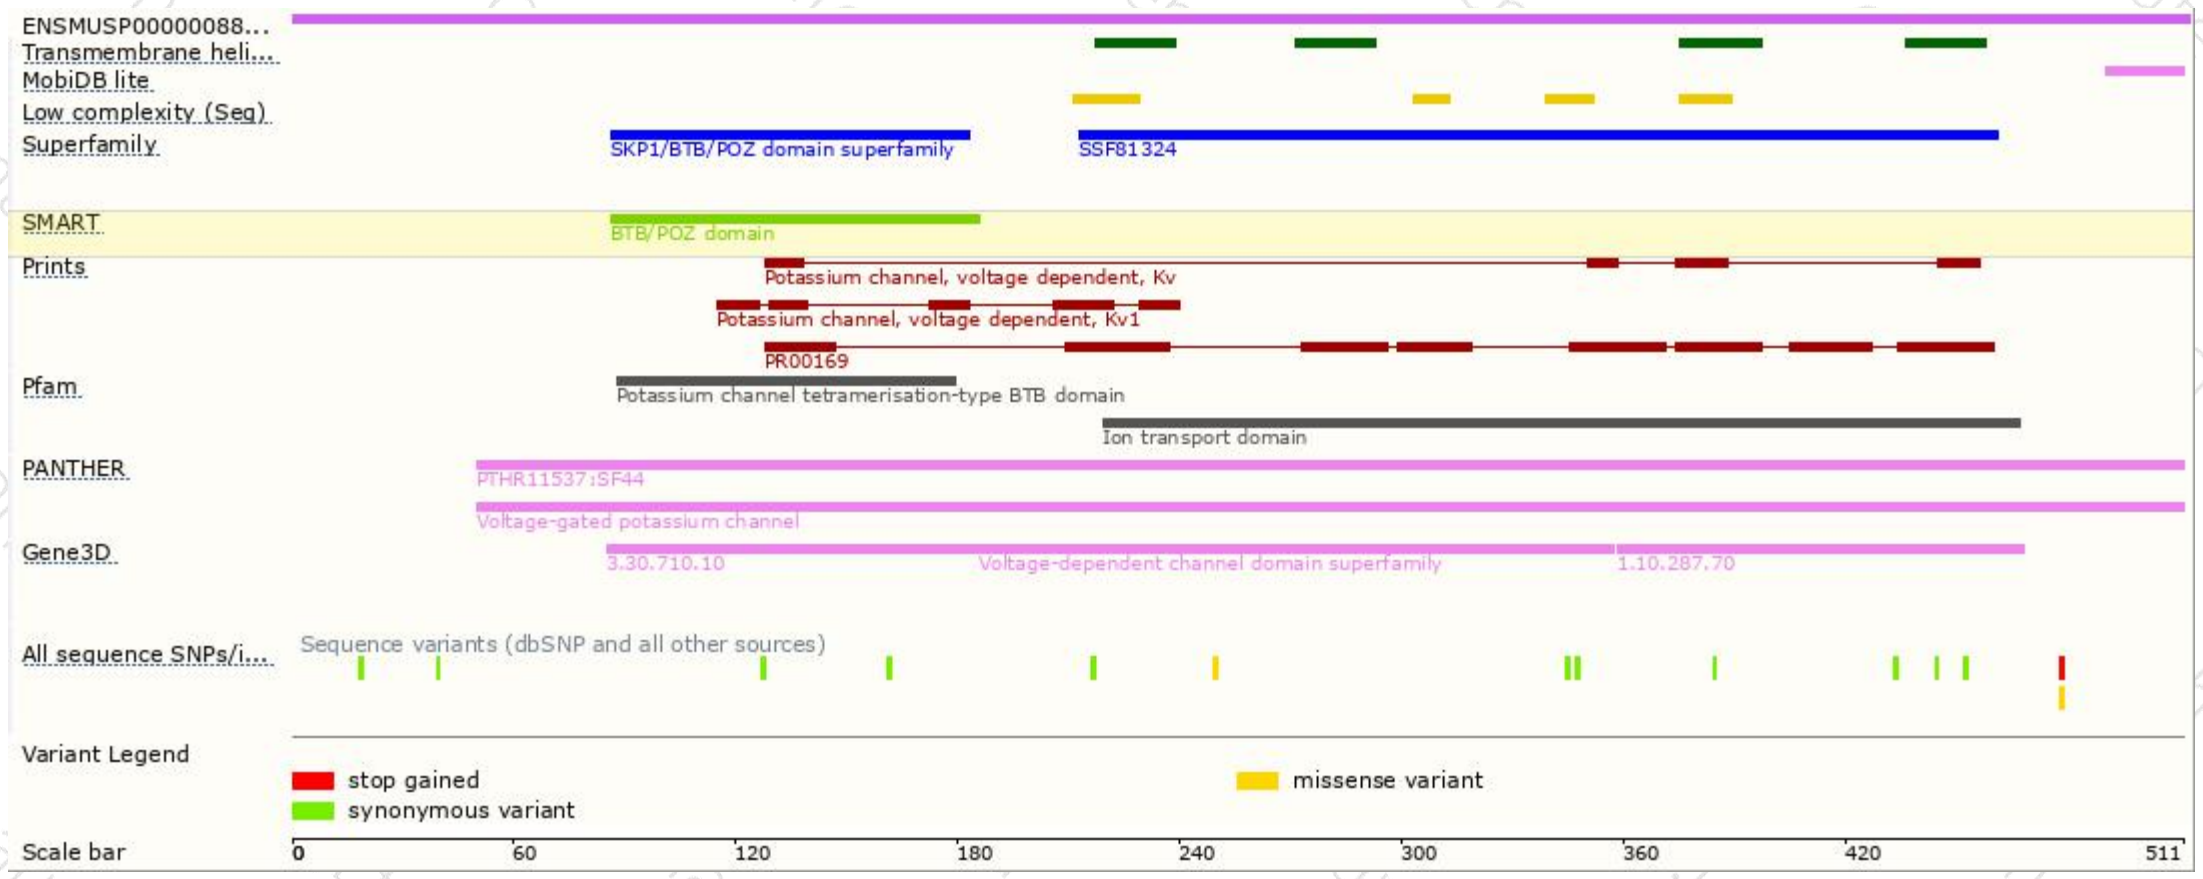 ENSMUSP00000088...
Transmembrane heli...
MobiDB lite
Low complexity (Seg)
Superfamily
SKP1/BTB/POZ domain superfamily SSF81324
SMART
BTB/POZ domain
Prints
Potassium channel, voltage dependent, Kv
Potassium channel, voltage dependent, Kv1
PR00169
Pfam
Potassium channel tetramerisation-type BTB domain
Ion transport domain
PANTHER
PTHR11537:SF44
Voltage-gated potassium channel
Gene3D
3.30.710.10 Voltage-dependent channel domain superfamily 1.10.287.70
Sequence variants (dbSNP and all other sources)
All sequence SNPs/i...
Variant Legend
stop gained missense variant
synonymous variant
Scale bar 0 60 120 180 240 300 360 420 511